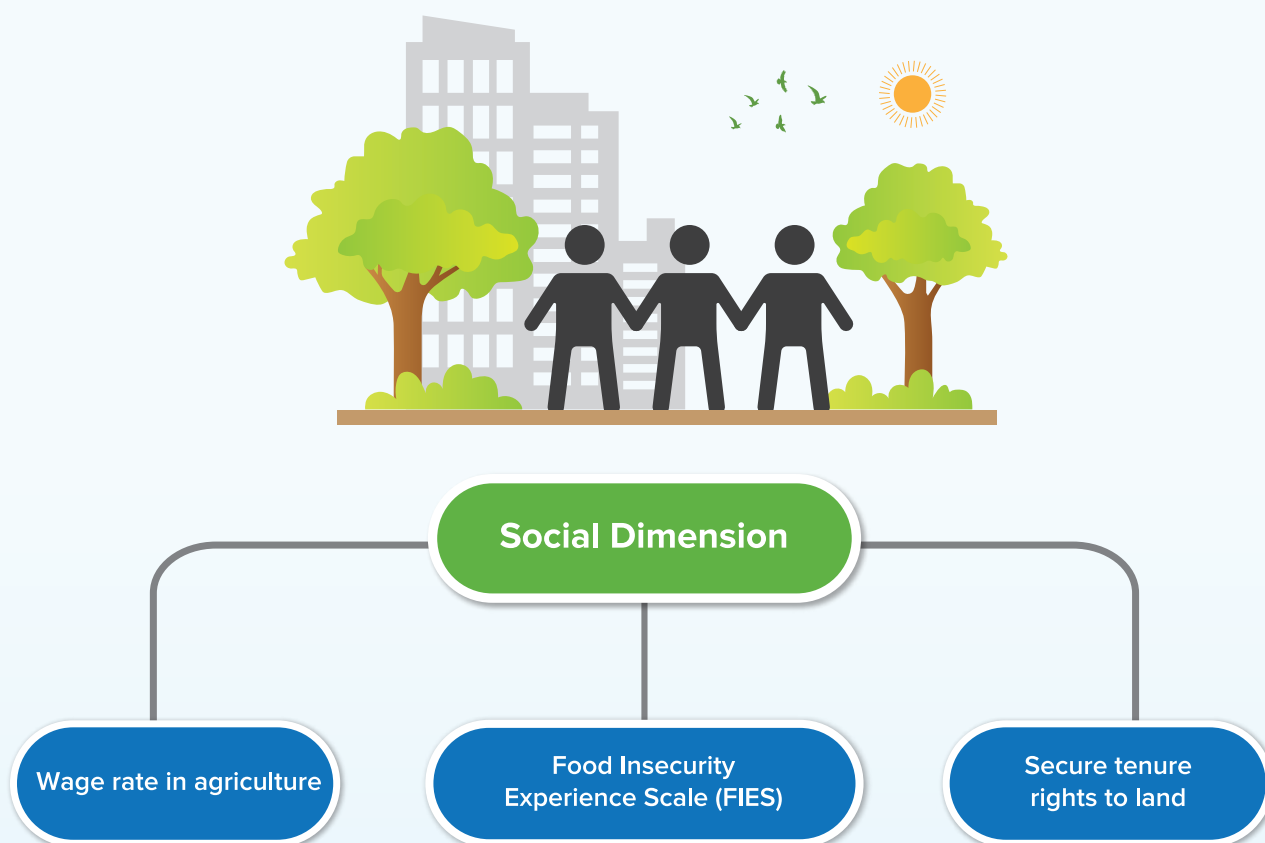 Social Dimension
Wage rate in agriculture
Food Insecurity
Experience Scale (FIES)
Secure tenure
rights to land